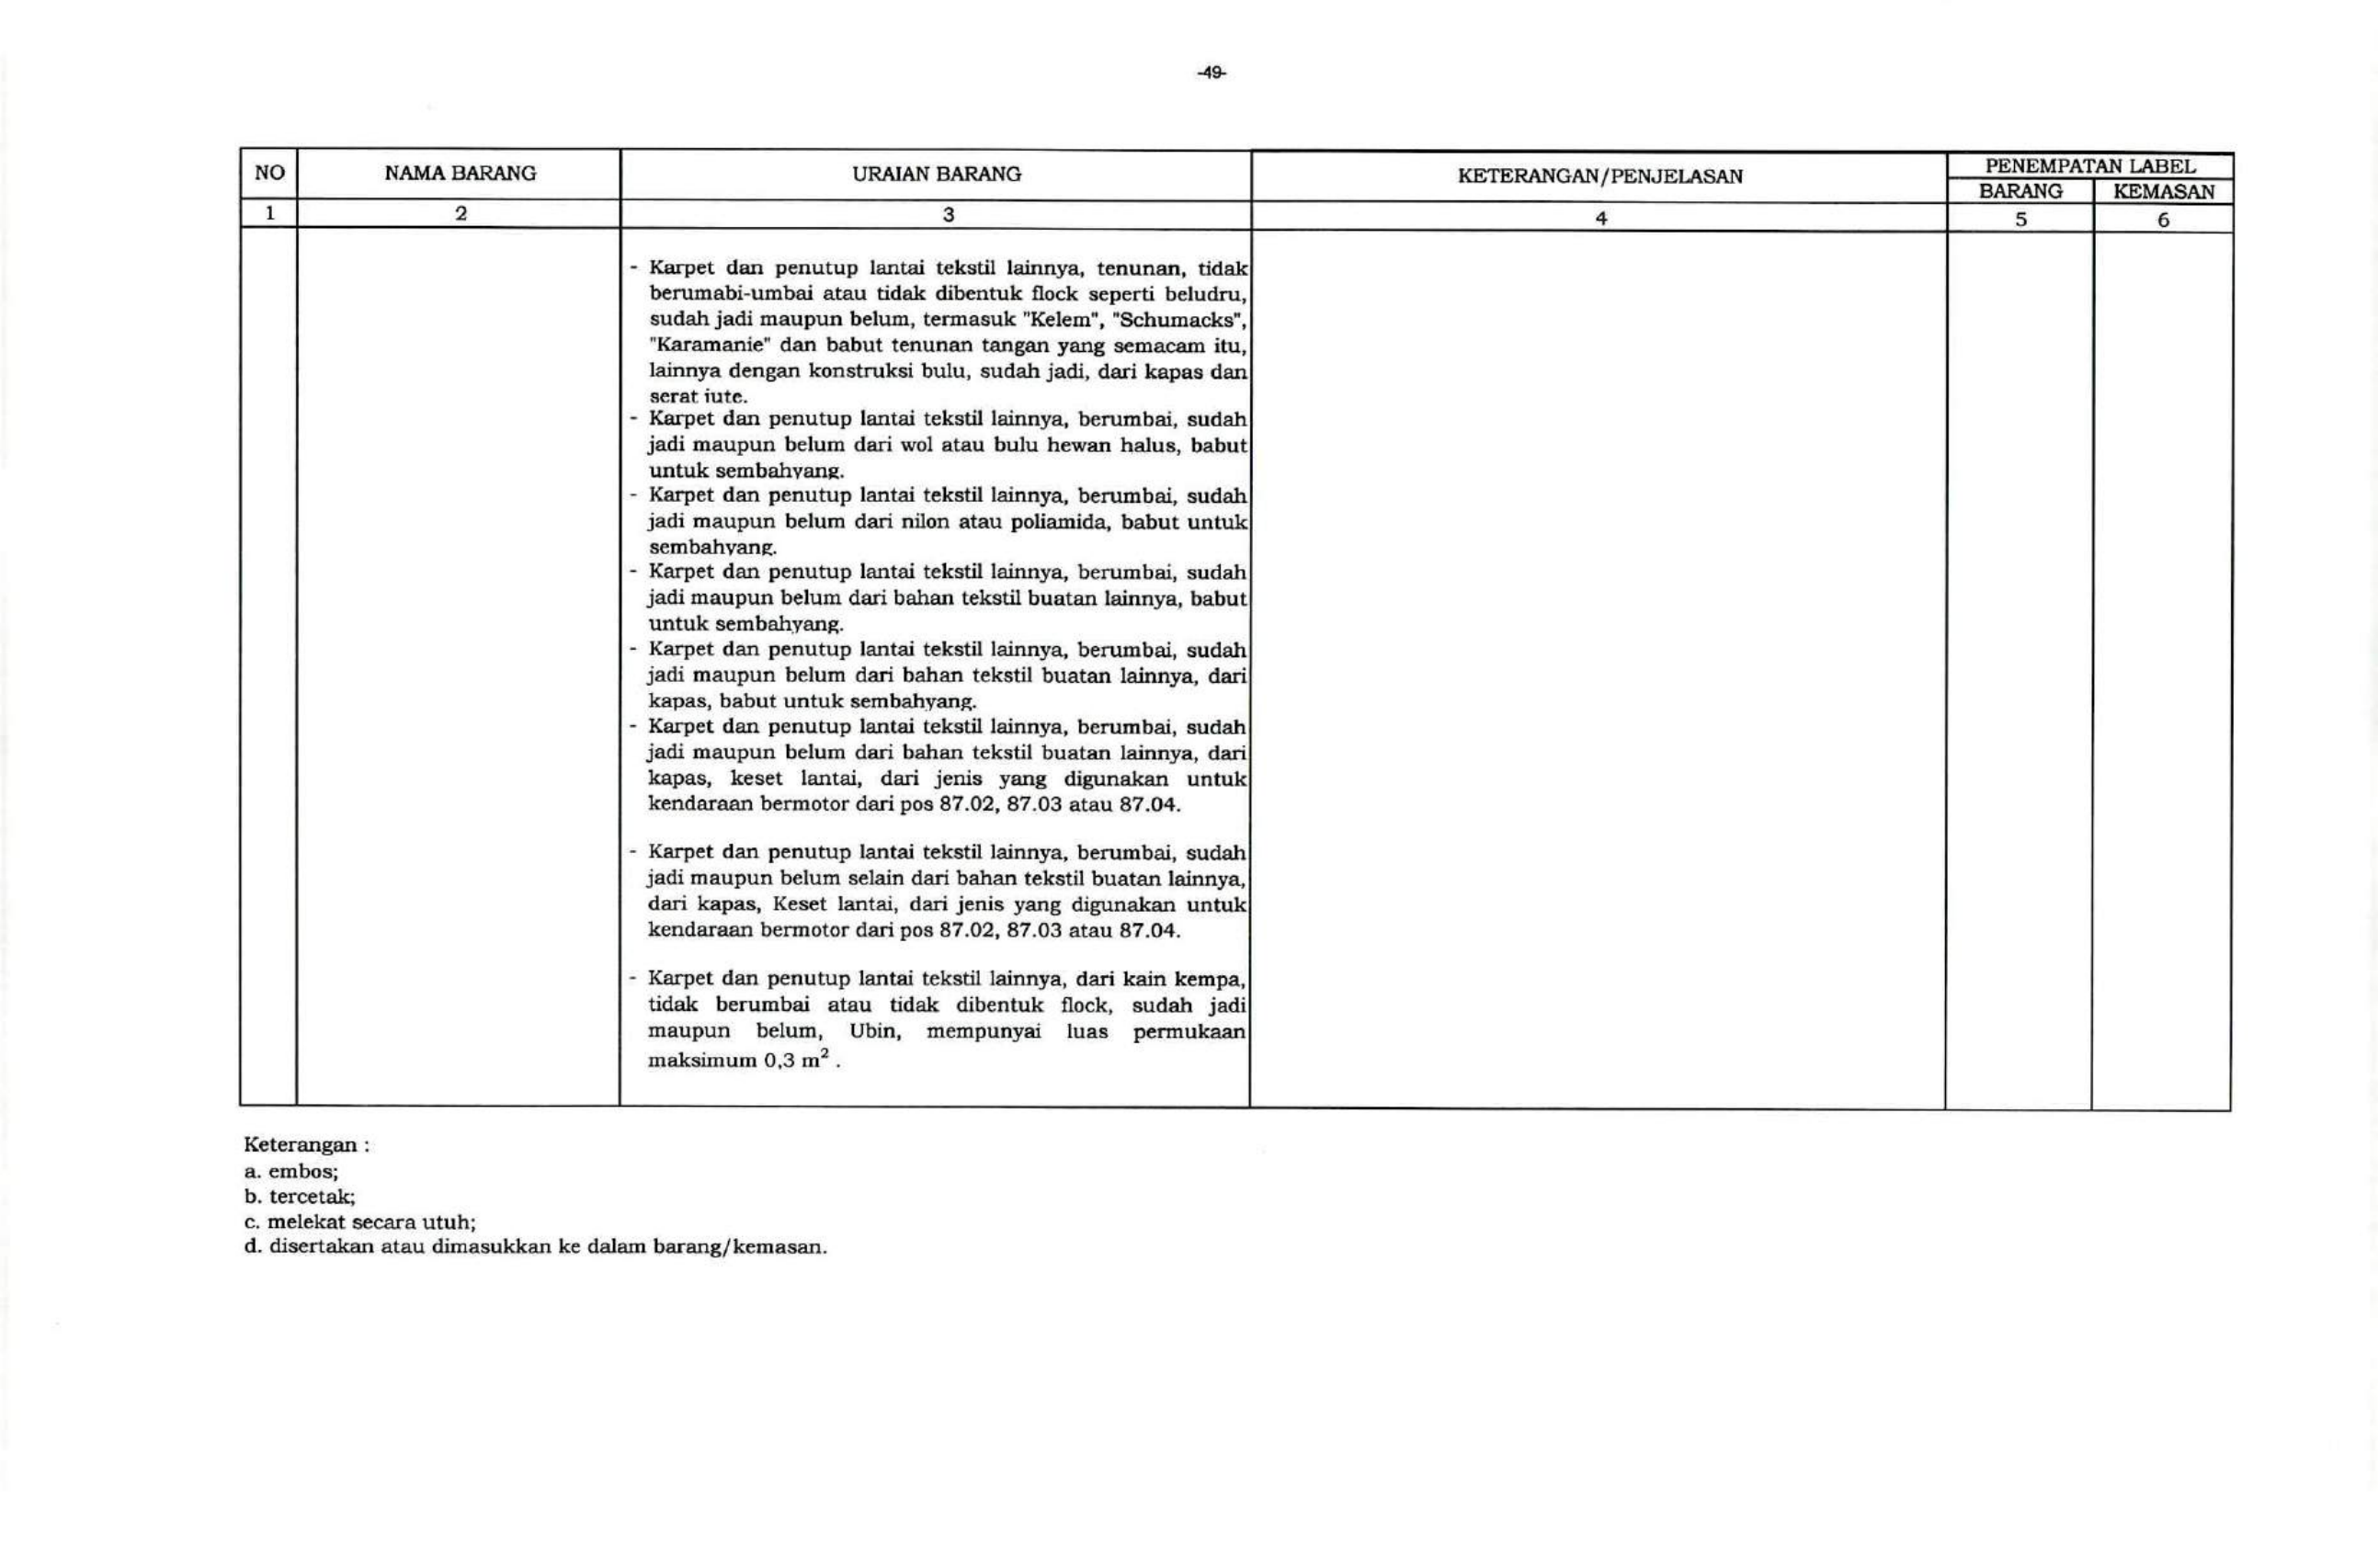 -49-
NO NAMA BARANG URAIAN BARANG KETERANGAN/PENJELASAN PENEMPATAN LABEL
BARANG KEMASAN
1 2 3 4 5 6
- Karpet dan penutup lantai tekstil lainnya, tenunan, tidak
berumabi-umbai atau tidak dibentuk flock seperti beludru,
sudah jadi maupun belum, termasuk "Kelem", "Schumacks",
"Karamanie" dan babut tenunan tangan yang semacam itu,
lainnya dengan konstruksi bulu, sudah jadi, dari kapas dan
serat jute.
- Karpet dan penutup lantai tekstil lainnya, berumbai, sudah
jadi maupun belum dari wol atau bulu hewan halus, babut
untuk sembahyang.
- Karpet dan penutup lantai tekstil lainnya, berumbai, sudah
jadi maupun belum dari nilon atau poliamida, babut untuk
sembahyang.
- Karpet dan penutup lantai tekstil lainnya, berumbai, sudah
jadi maupun belum dari bahan tekstil buatan lainnya, babut
untuk sembahyang.
- Karpet dan penutup lantai tekstil lainnya, berumbai, sudah
jadi maupun belum dari bahan tekstil buatan lainnya, dari
kapas, babut untuk sembahyang.
- Karpet dan penutup lantai tekstil lainnya, berumbai, sudah
jadi maupun belum dari bahan tekstil buatan lainnya, dari
kapas, keset lantai, dari jenis yang digunakan untuk
kendaraan bermotor dari pos 87.02, 87.03 atau 87.04.
- Karpet dan penutup lantai tekstil lainnya, berumbai, sudah
jadi maupun belum selain dari bahan tekstil buatan lainnya,
dari kapas, Keset lantai, dari jenis yang digunakan untuk
kendaraan bermotor dari pos 87.02, 87.03 atau 87.04.
- Karpet dan penutup lantai tekstil lainnya, dari kain kempa,
tidak berumbai atau tidak dibentuk flock, sudah jadi
maupun belum, Ubin, mempunyai luas permukaan
maksimum 0,3 m² .
Keterangan :
a. embos;
b. tercetak;
c. melekat secara utuh;
d. disertakan atau dimasukkan ke dalam barang/kemasan.